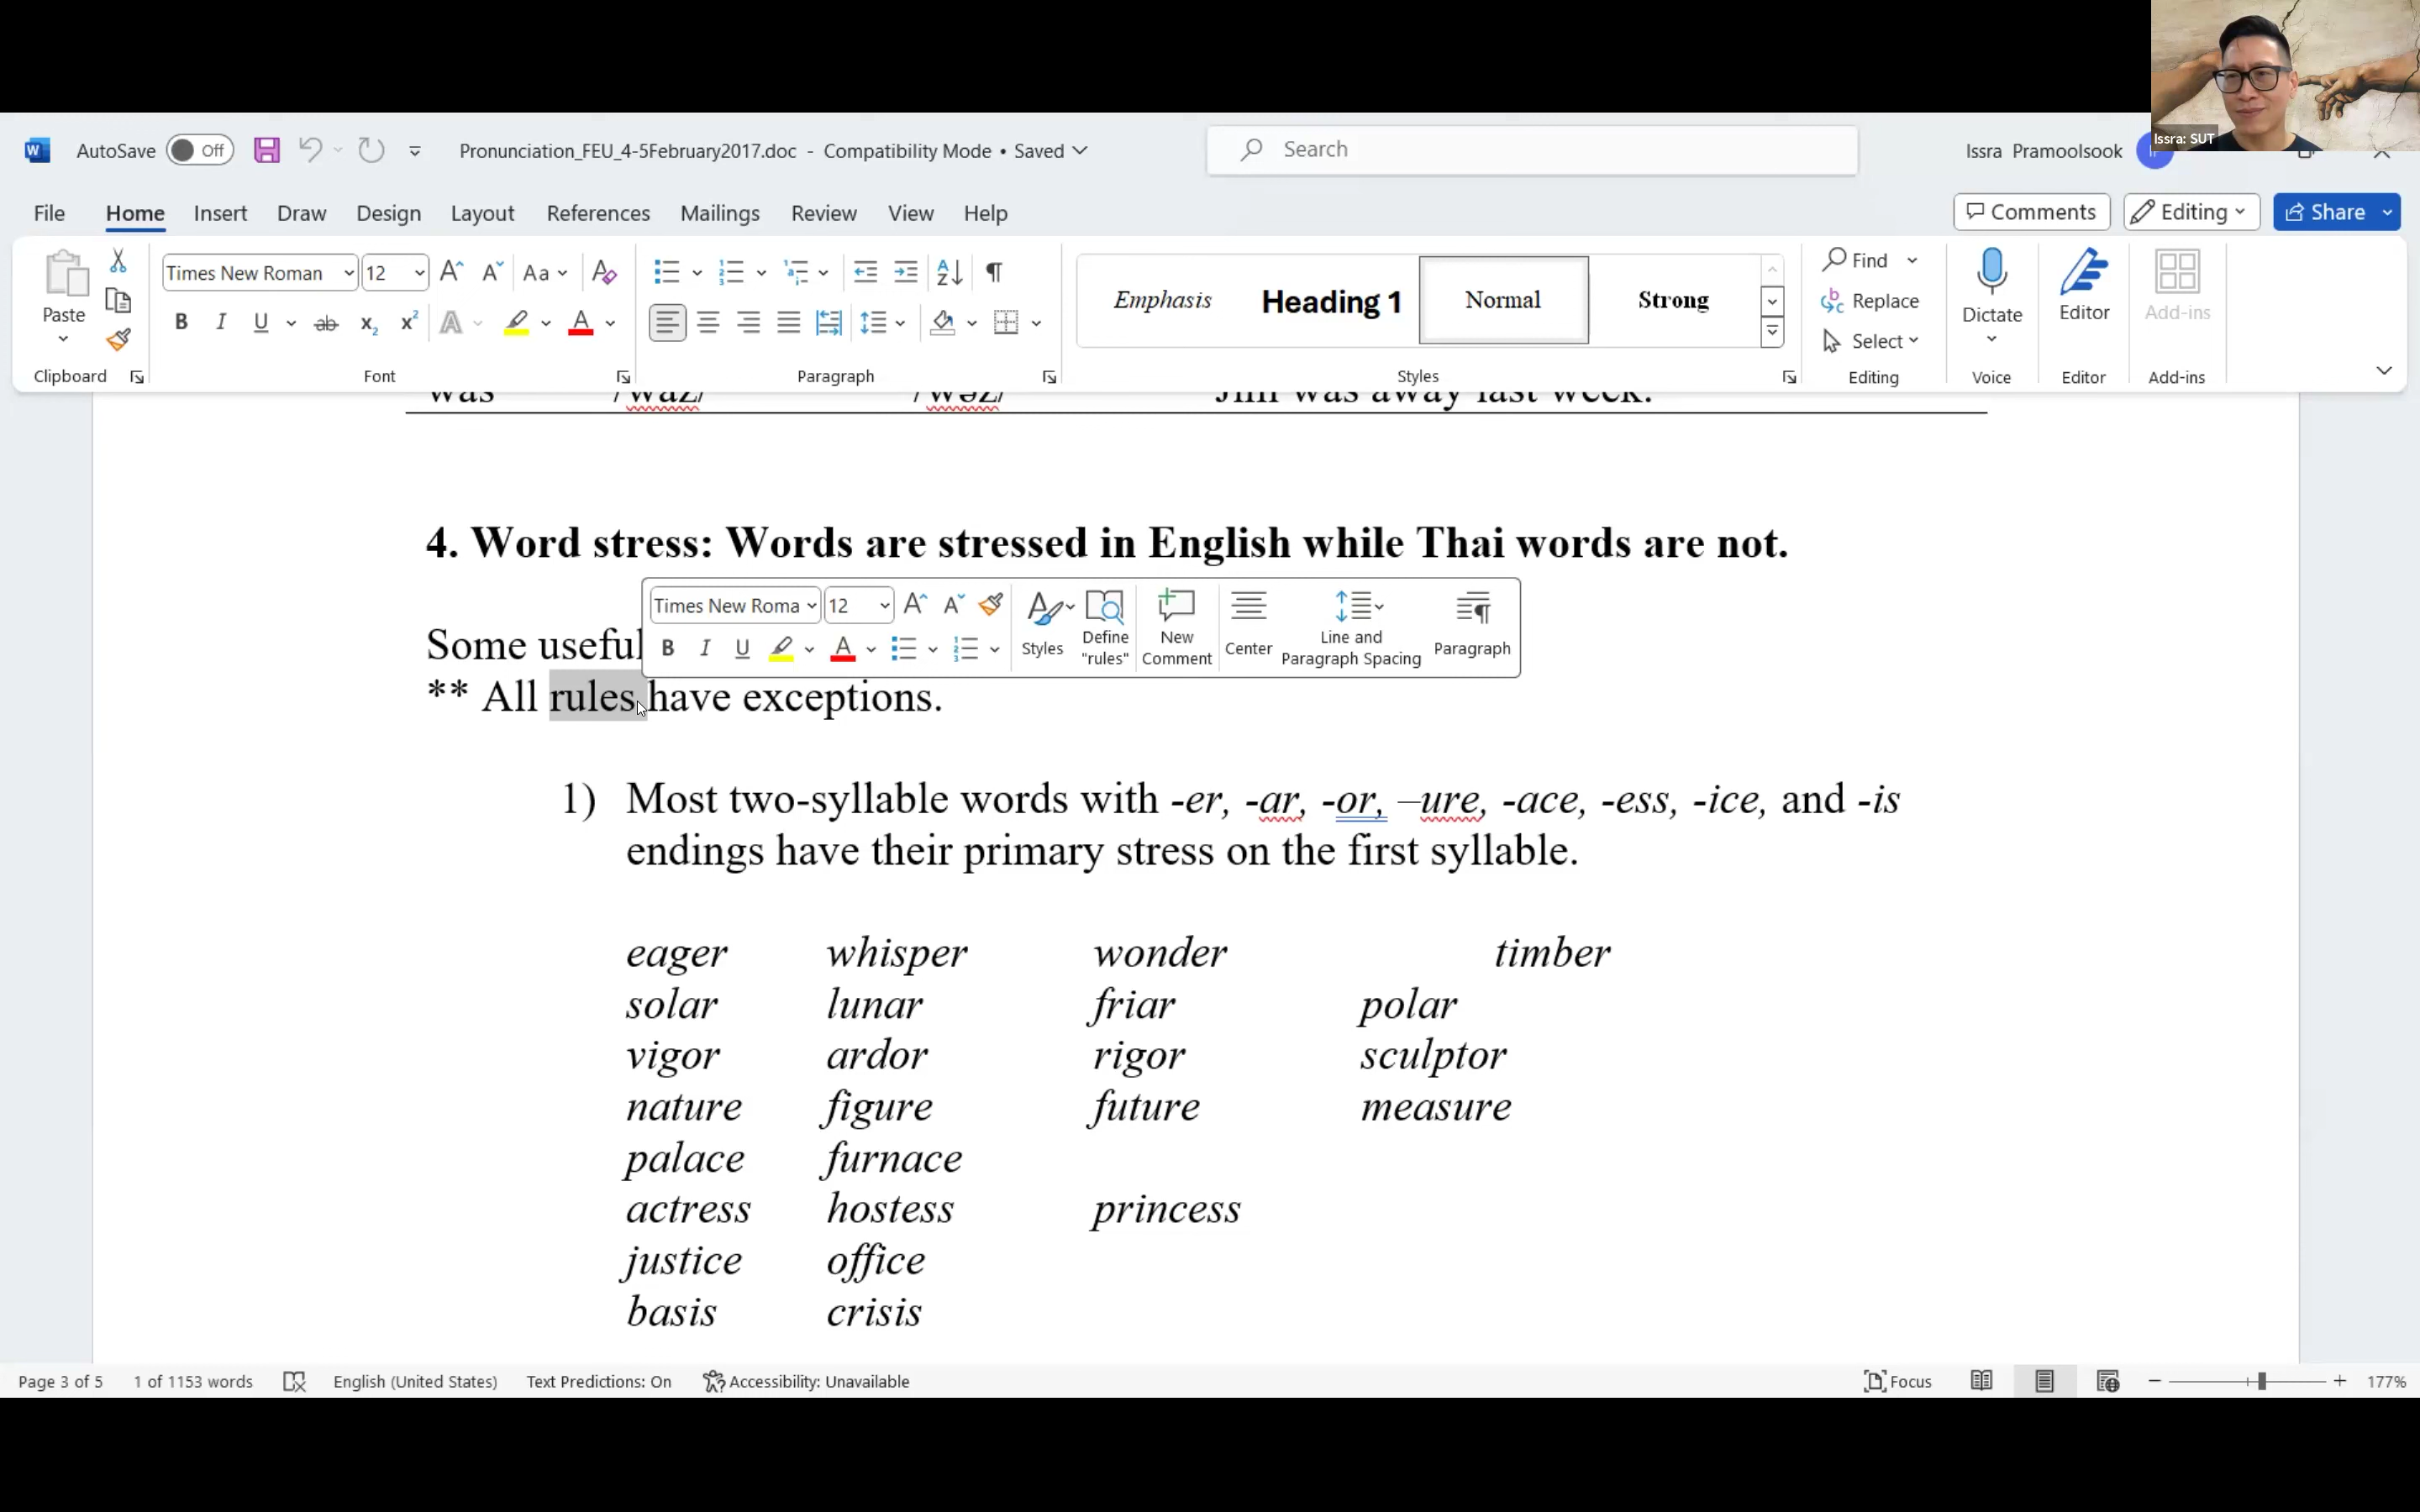 Issra: SUT
AutoSave Off Pronunciation_FEU_4-5February2017.doc - Compatibility Mode • Saved Search Issra Pramoolsook
File Home Insert Draw Design Layout References Mailings Review View Help Comments Editing Share
Paste Times New Roman 12 Aa Emphasis Heading 1 Normal Strong Find Replace Select Dictate Editor Add-ins
Clipboard Font Paragraph Styles Editing Voice Editor Add-ins
was /wəz/ Jim was away last week.
4. Word stress: Words are stressed in English while Thai words are not.
Times New Roma 12
B I U Styles Define "rules" New Comment Center Line and Paragraph Spacing Paragraph
Some useful
** All rules have exceptions.
1) Most two-syllable words with -er, -ar, -or, –ure, -ace, -ess, -ice, and -is
endings have their primary stress on the first syllable.
eager whisper wonder timber
solar lunar friar polar
vigor ardor rigor sculptor
nature figure future measure
palace furnace
actress hostess princess
justice office
basis crisis
Page 3 of 5 1 of 1153 words English (United States) Text Predictions: On Accessibility: Unavailable Focus 177%